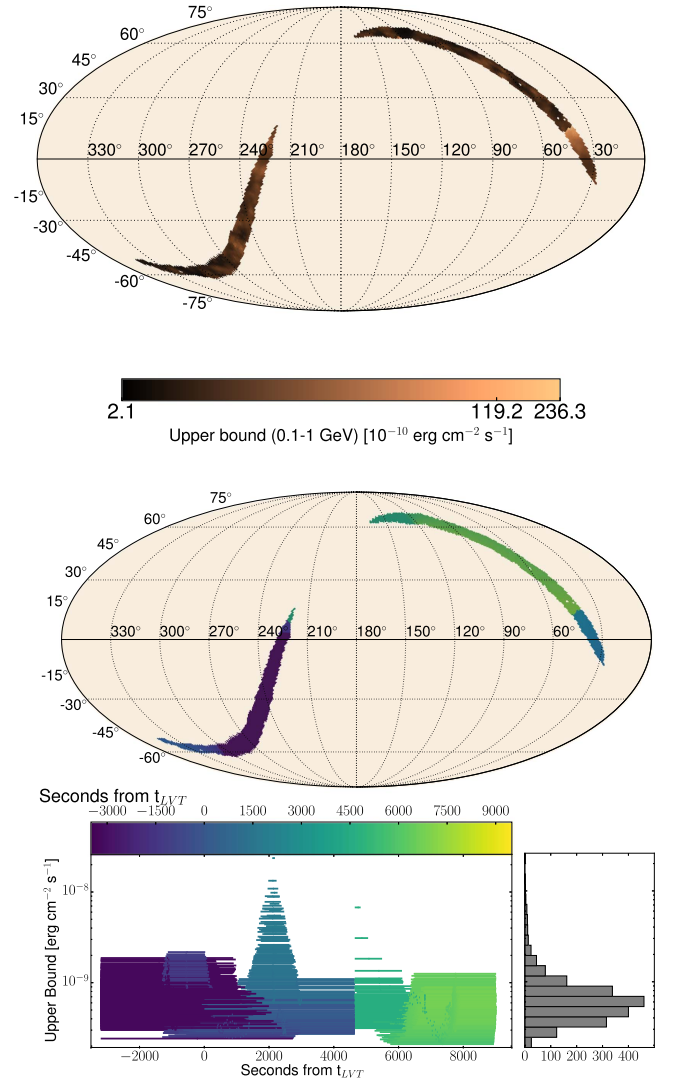 75°
60°
45°
30°
15°
330° 300° 270° 240° 210° 180° 150° 120° 90° 60° 30°
-15°
-30°
-45°
-60°
-75°
2.1 119.2 236.3
Upper bound (0.1-1 GeV) [10⁻¹⁰ erg cm⁻² s⁻¹]
75°
60°
45°
30°
15°
330° 300° 270° 240° 210° 180° 150° 120° 90° 60°
-15°
-30°
-45°
-60°
Seconds from t_LVT
−3000 −1500 0 1500 3000 4500 6000 7500 9000
Upper Bound [erg cm⁻² s⁻¹]
10⁻⁸
10⁻⁹
−2000 0 2000 4000 6000 8000
0 100 200 300 400
Seconds from t_LVT